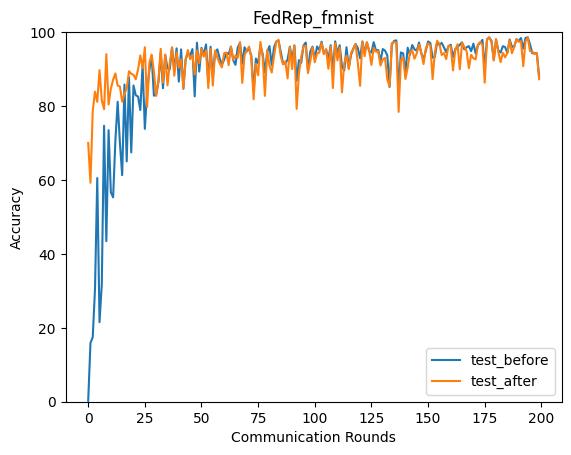 FedRep_fmnist
100
80
60
40
20
0
Accuracy
test_before
test_after
0 25 50 75 100 125 150 175 200
Communication Rounds